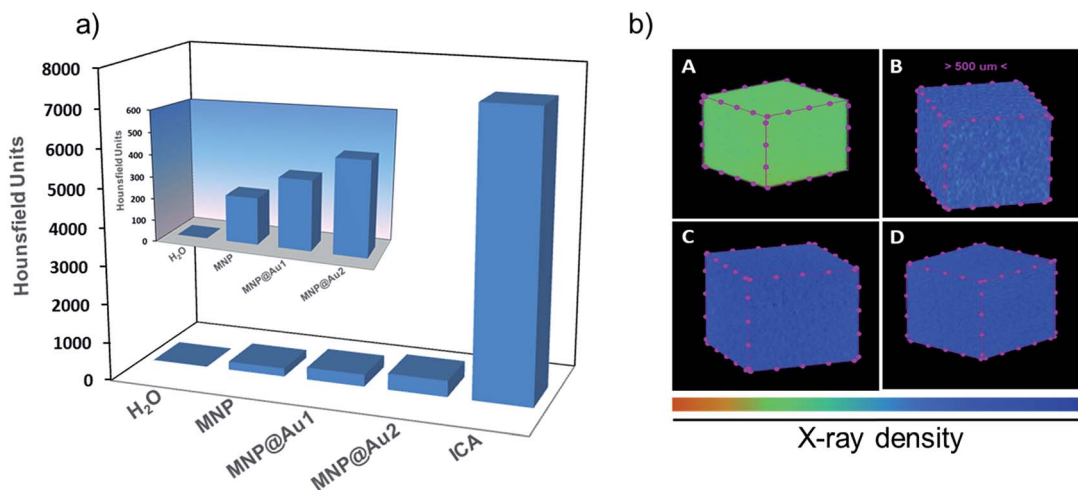 a)
8000
7000
6000
5000
4000
3000
2000
1000
0
Hounsfield Units
H₂O
MNP
MNP@Au1
MNP@Au2
ICA
600
500
400
300
200
100
0
Hounsfield Units
H₂O
MNP
MNP@Au1
MNP@Au2
b)
A
B
> 500 um <
C
D
X-ray density